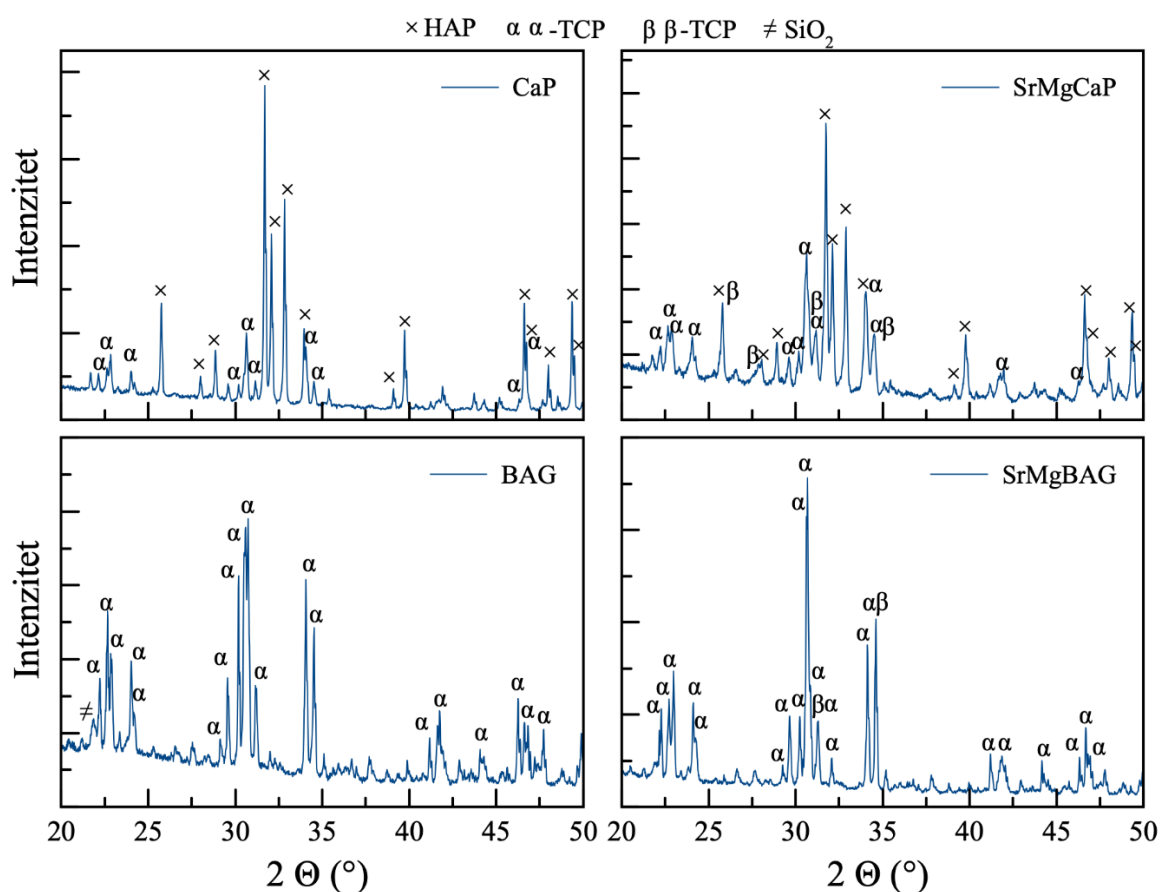 × HAP α α-TCP β β-TCP ≠ SiO₂
CaP
SrMgCaP
Intenzitet
× × × × × × × × × × × × × ×
α α α α α α α α α
× × × × × × × × × × × × × ×
α α α α α α α α α α α α
β β β β
BAG
SrMgBAG
Intenzitet
≠ α α α α α α α α α α α α α α α α α α α
α α α α α α α α α α β α α α α β α α α α α α
20 25 30 35 40 45 50
20 25 30 35 40 45 50
2 Θ (°)
2 Θ (°)